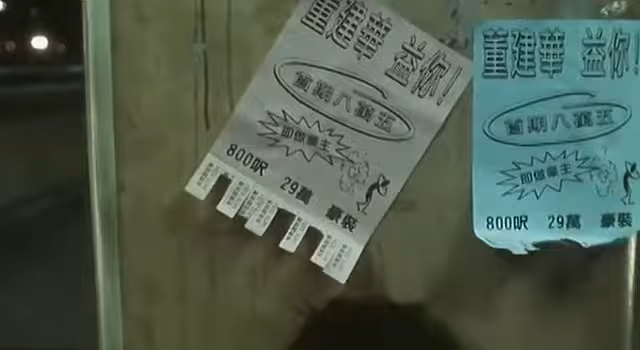 董建華 益你!
首期八萬五
即做業主
800呎 29萬 豪裝
董建華 益你!
首期八萬五
即做業主
800呎 29萬 豪裝